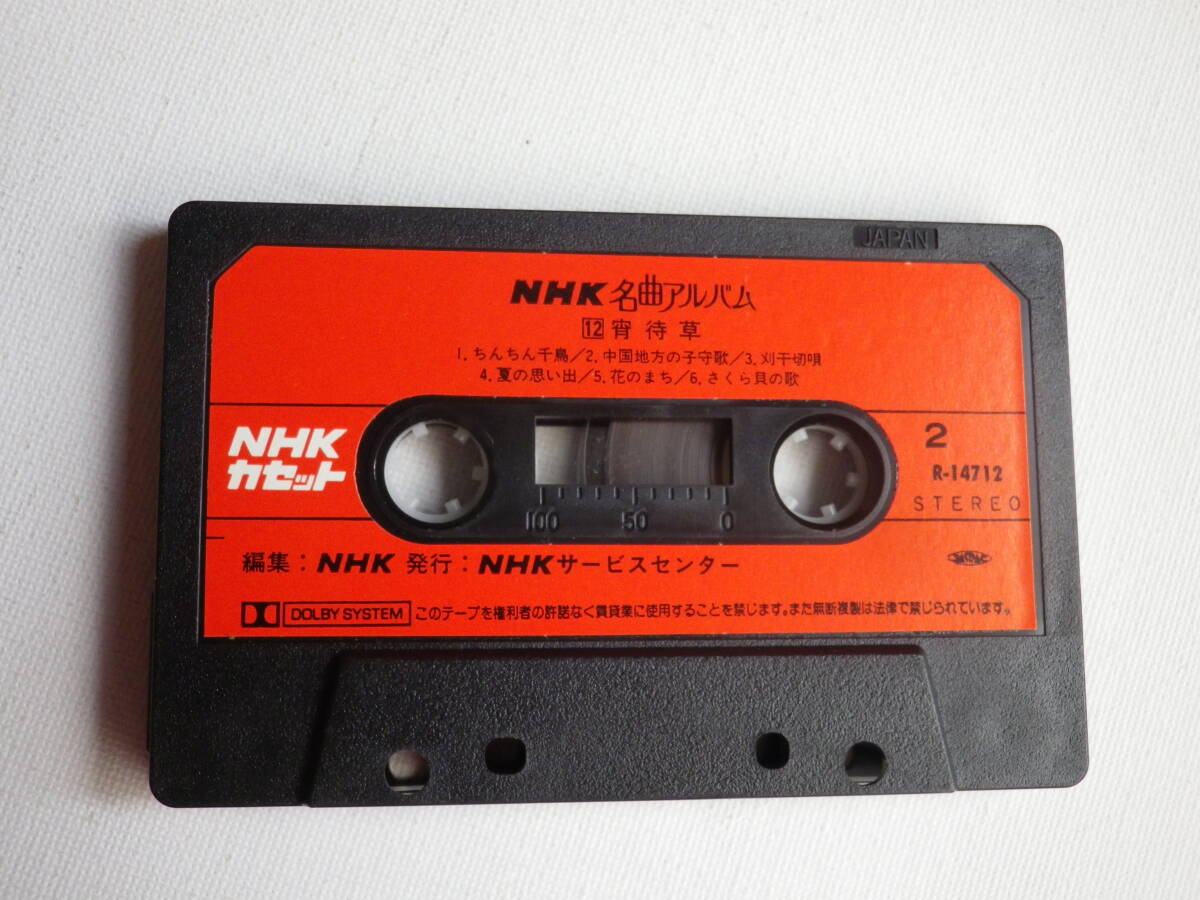 JAPAN
NHK名曲アルバム
12 宵待草
1. ちんちん千鳥/2. 中国地方の子守歌/3. 刈干切唄
4. 夏の思い出/5. 花のまち/6. さくら貝の歌
NHK
カセット
2
R-14712
STEREO
100 50 0
編集: NHK 発行: NHKサービスセンター
DOLBY SYSTEM このテープを権利者の許諾なく賃貸業に使用することを禁じます。また無断複製は法律で禁じられています。